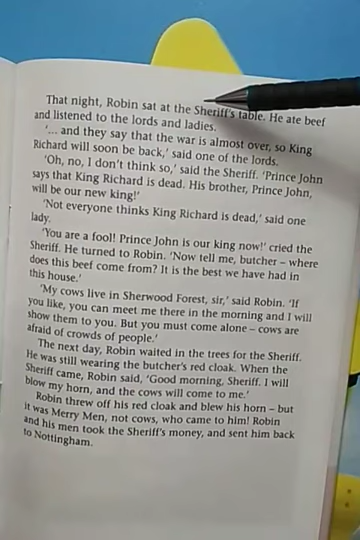 That night, Robin sat at the Sheriff's table. He ate beef
and listened to the lords and ladies.
'... and they say that the war is almost over, so King
Richard will soon be back,' said one of the lords.
'Oh, no, I don't think so,' said the Sheriff. 'Prince John
says that King Richard is dead. His brother, Prince John,
will be our new king!'
'Not everyone thinks King Richard is dead,' said one
lady.
'You are a fool! Prince John is our king now!' cried the
Sheriff. He turned to Robin. 'Now tell me, butcher – where
does this beef come from? It is the best we have had in
this house.'
'My cows live in Sherwood Forest, sir,' said Robin. 'If
you like, you can meet me there in the morning and I will
show them to you. But you must come alone – cows are
afraid of crowds of people.'
The next day, Robin waited in the trees for the Sheriff.
He was still wearing the butcher's red cloak. When the
Sheriff came, Robin said, 'Good morning, Sheriff. I will
blow my horn, and the cows will come to me.'
Robin threw off his red cloak and blew his horn – but
it was Merry Men, not cows, who came to him! Robin
and his men took the Sheriff's money, and sent him back
to Nottingham.